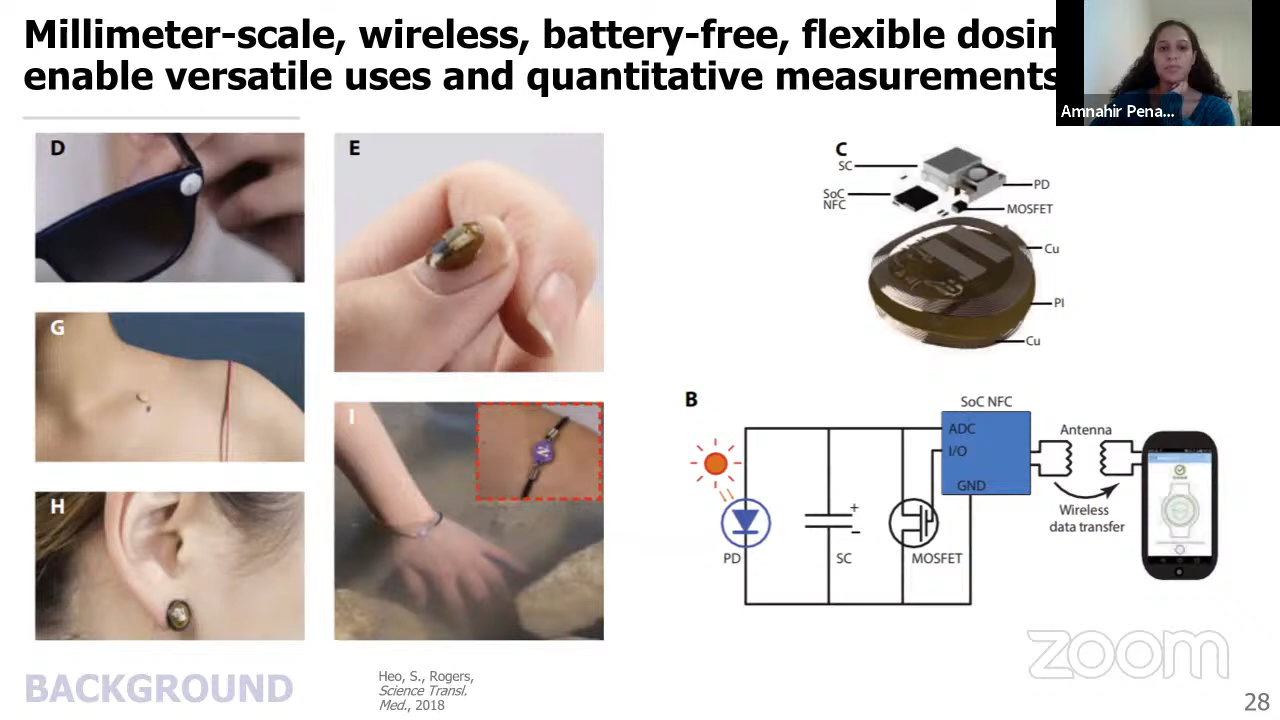 Millimeter-scale, wireless, battery-free, flexible dosim
enable versatile uses and quantitative measurements
Amnahir Pena...
D
E
G
H
I
C
SC
SoC
NFC
PD
MOSFET
Cu
PI
Cu
B
SoC NFC
ADC
I/O
GND
Antenna
Wireless
data transfer
PD
+
−
SC
MOSFET
BACKGROUND
Heo, S., Rogers,
Science Transl.
Med., 2018
zoom
28